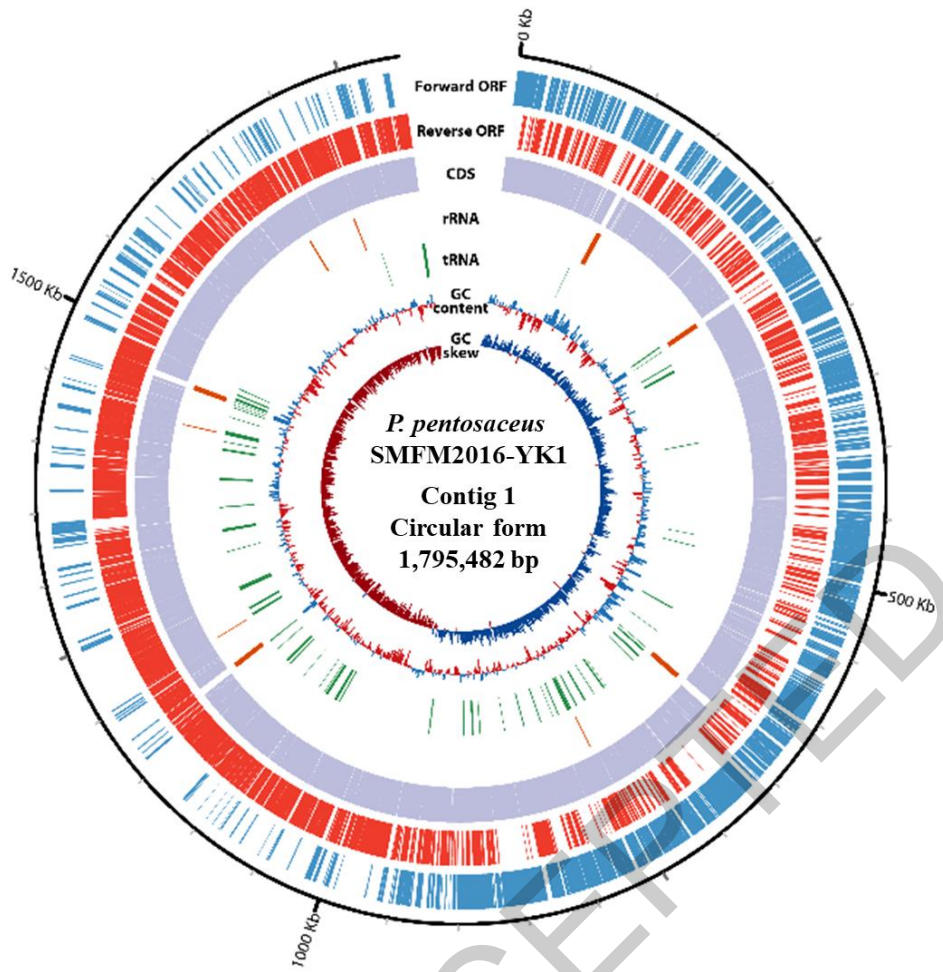 0 Kb
Forward ORF
Reverse ORF
CDS
rRNA
tRNA
GC
content
GC
skew
1500 Kb
P. pentosaceus
SMFM2016-YK1
Contig 1
Circular form
1,795,482 bp
500 Kb
1000 Kb
CEPTED